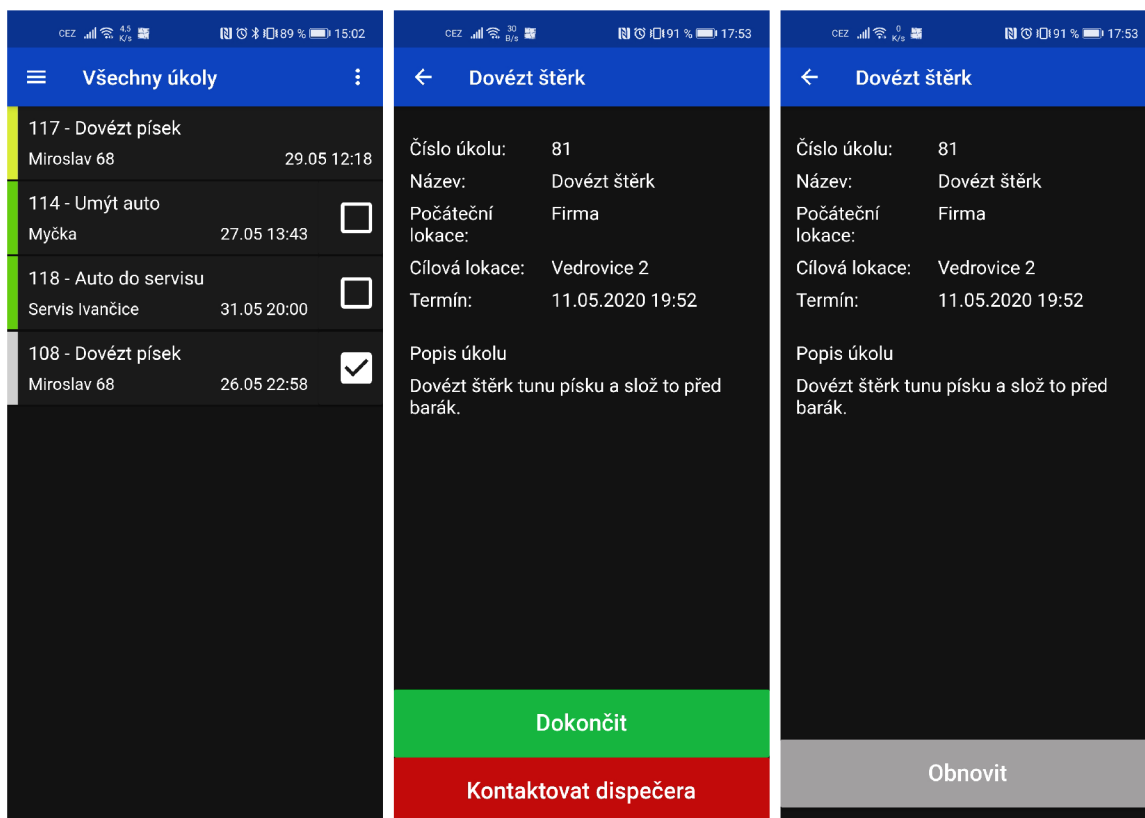 CEZ 4,5 K/s 89 % 15:02
Všechny úkoly
117 - Dovézt písek
Miroslav 68 29.05 12:18
114 - Umýt auto
Myčka 27.05 13:43
118 - Auto do servisu
Servis Ivančice 31.05 20:00
108 - Dovézt písek
Miroslav 68 26.05 22:58
CEZ 30 B/s 91 % 17:53
Dovézt štěrk
Číslo úkolu: 81
Název: Dovézt štěrk
Počáteční Firma
lokace:
Cílová lokace: Vedrovice 2
Termín: 11.05.2020 19:52
Popis úkolu
Dovézt štěrk tunu písku a slož to před
barák.
Dokončit
Kontaktovat dispečera
CEZ 0 K/s 91 % 17:53
Dovézt štěrk
Číslo úkolu: 81
Název: Dovézt štěrk
Počáteční Firma
lokace:
Cílová lokace: Vedrovice 2
Termín: 11.05.2020 19:52
Popis úkolu
Dovézt štěrk tunu písku a slož to před
barák.
Obnovit